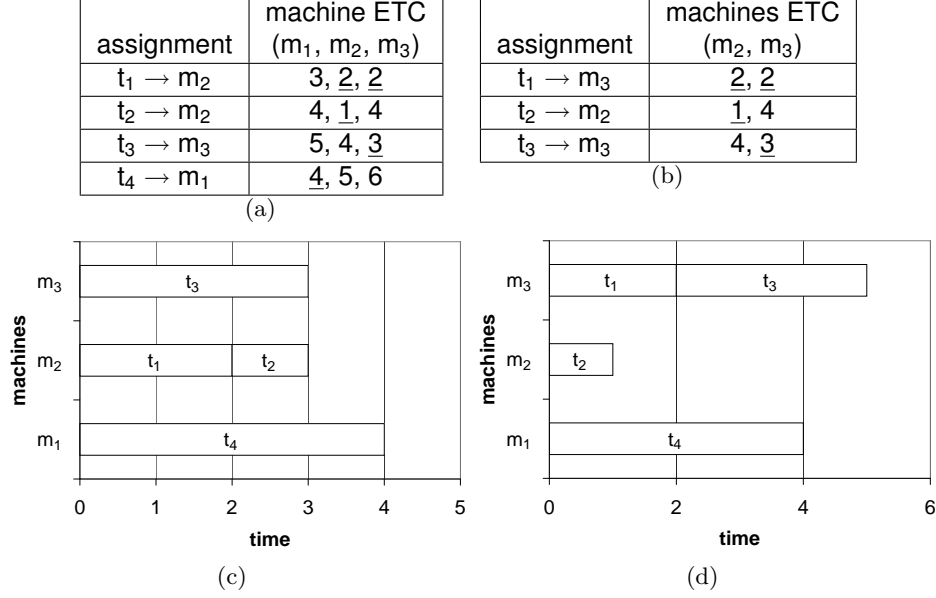 machine ETC
assignment (m₁, m₂, m₃)
t₁ → m₂ 3, 2, 2
t₂ → m₂ 4, 1, 4
t₃ → m₃ 5, 4, 3
t₄ → m₁ 4, 5, 6
(a)
machines ETC
assignment (m₂, m₃)
t₁ → m₃ 2, 2
t₂ → m₂ 1, 4
t₃ → m₃ 4, 3
(b)
machines
m₃ t₃
m₂ t₁ t₂
m₁ t₄
0 1 2 3 4 5
time
(c)
machines
m₃ t₁ t₃
m₂ t₂
m₁ t₄
0 2 4 6
time
(d)